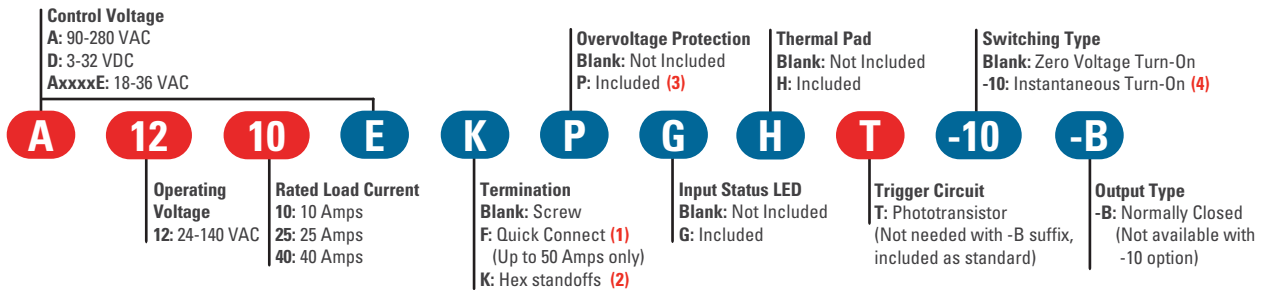 Control Voltage
A: 90-280 VAC
D: 3-32 VDC
AxxxxE: 18-36 VAC
Overvoltage Protection
Blank: Not Included
P: Included (3)
Thermal Pad
Blank: Not Included
H: Included
Switching Type
Blank: Zero Voltage Turn-On
-10: Instantaneous Turn-On (4)
A 12 10 E K P G H T -10 -B
Operating
Voltage
12: 24-140 VAC
Rated Load Current
10: 10 Amps
25: 25 Amps
40: 40 Amps
Termination
Blank: Screw
F: Quick Connect (1)
(Up to 50 Amps only)
K: Hex standoffs (2)
Input Status LED
Blank: Not Included
G: Included
Trigger Circuit
T: Phototransistor
(Not needed with -B suffix,
included as standard)
Output Type
-B: Normally Closed
(Not available with
-10 option)